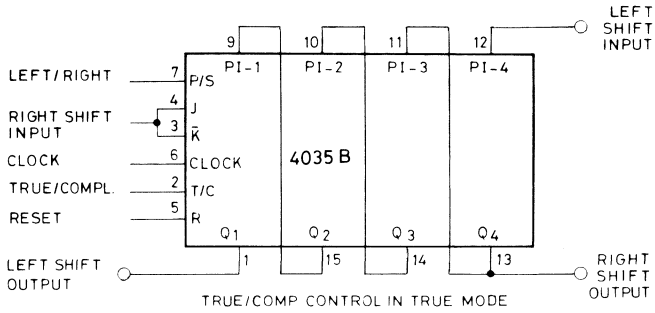 LEFT
SHIFT
INPUT
9 10 11 12
PI-1 PI-2 PI-3 PI-4
LEFT/RIGHT 7 P/S
4 J
RIGHT SHIFT
INPUT
3 K̅
CLOCK 6 CLOCK
4035 B
TRUE/COMPL. 2 T/C
RESET 5 R
Q1 Q2 Q3 Q4
1 15 14 13
LEFT SHIFT
OUTPUT
RIGHT
SHIFT
OUTPUT
TRUE/COMP CONTROL IN TRUE MODE